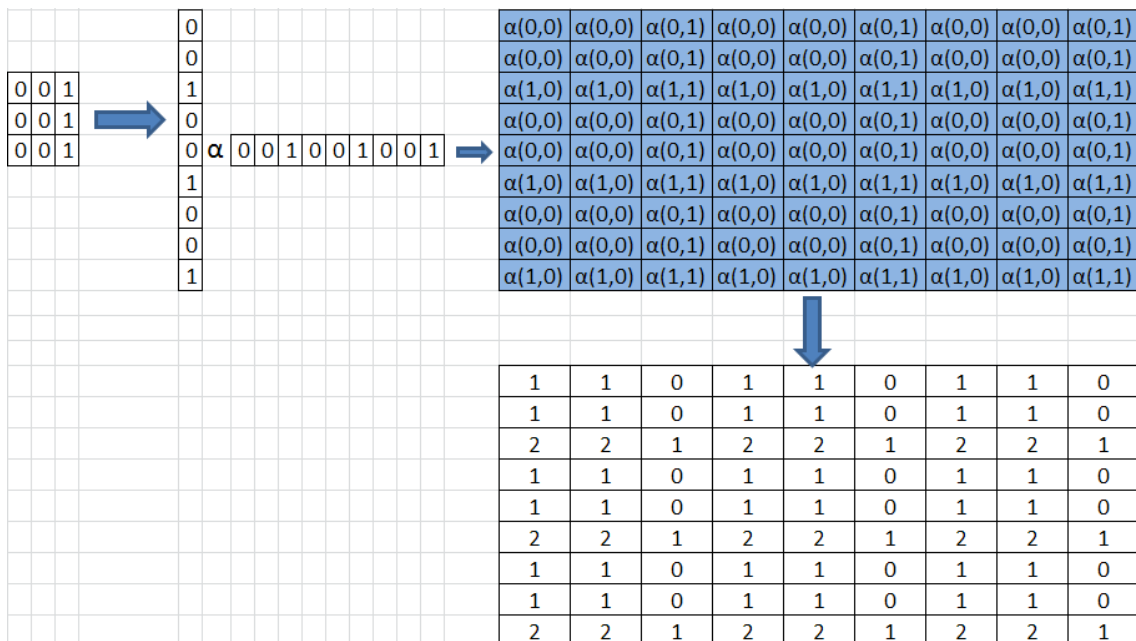 0 α(0,0) α(0,0) α(0,1) α(0,0) α(0,0) α(0,1) α(0,0) α(0,0) α(0,1)
0 α(0,0) α(0,0) α(0,1) α(0,0) α(0,0) α(0,1) α(0,0) α(0,0) α(0,1)
0 0 1 1 α(1,0) α(1,0) α(1,1) α(1,0) α(1,0) α(1,1) α(1,0) α(1,0) α(1,1)
0 0 1 0 α(0,0) α(0,0) α(0,1) α(0,0) α(0,0) α(0,1) α(0,0) α(0,0) α(0,1)
0 0 1 0 α 0 0 1 0 0 1 0 0 1 α(0,0) α(0,0) α(0,1) α(0,0) α(0,0) α(0,1) α(0,0) α(0,0) α(0,1)
1 α(1,0) α(1,0) α(1,1) α(1,0) α(1,0) α(1,1) α(1,0) α(1,0) α(1,1)
0 α(0,0) α(0,0) α(0,1) α(0,0) α(0,0) α(0,1) α(0,0) α(0,0) α(0,1)
0 α(0,0) α(0,0) α(0,1) α(0,0) α(0,0) α(0,1) α(0,0) α(0,0) α(0,1)
1 α(1,0) α(1,0) α(1,1) α(1,0) α(1,0) α(1,1) α(1,0) α(1,0) α(1,1)
1 1 0 1 1 0 1 1 0
1 1 0 1 1 0 1 1 0
2 2 1 2 2 1 2 2 1
1 1 0 1 1 0 1 1 0
1 1 0 1 1 0 1 1 0
2 2 1 2 2 1 2 2 1
1 1 0 1 1 0 1 1 0
1 1 0 1 1 0 1 1 0
2 2 1 2 2 1 2 2 1